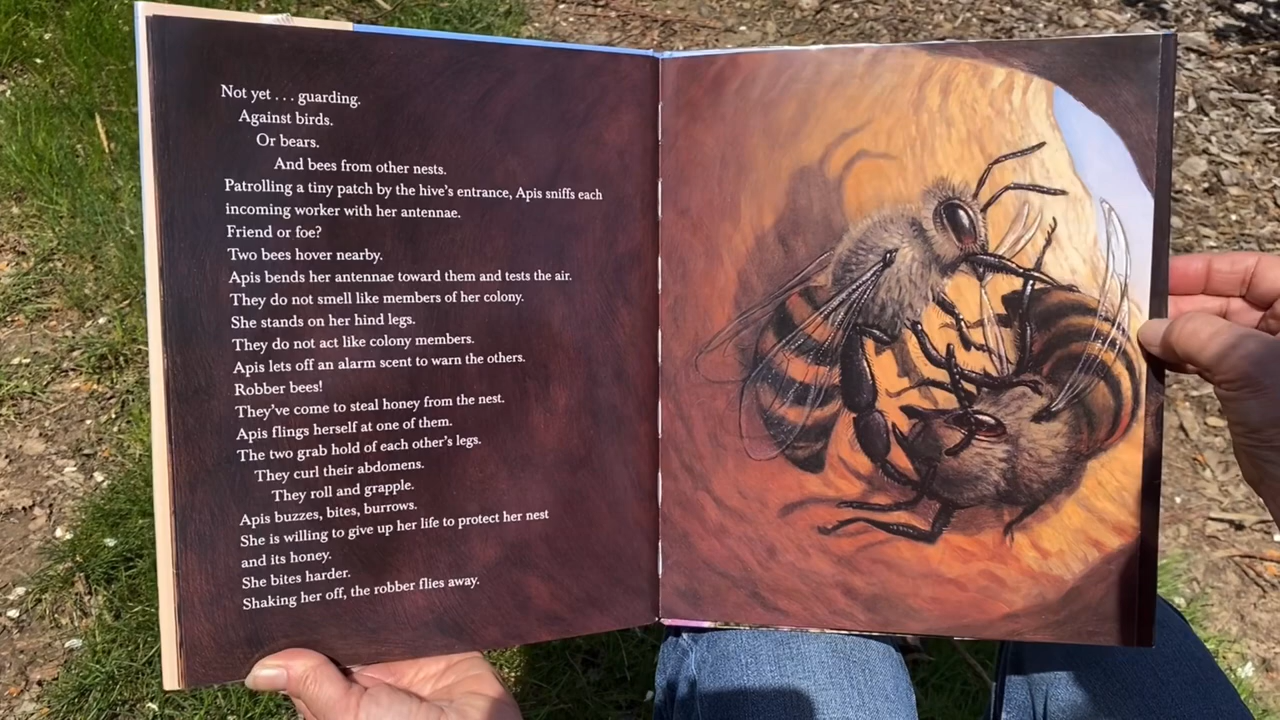 Not yet . . . guarding.
Against birds.
Or bears.
And bees from other nests.
Patrolling a tiny patch by the hive's entrance, Apis sniffs each
incoming worker with her antennae.
Friend or foe?
Two bees hover nearby.
Apis bends her antennae toward them and tests the air.
They do not smell like members of her colony.
She stands on her hind legs.
They do not act like colony members.
Apis lets off an alarm scent to warn the others.
Robber bees!
They've come to steal honey from the nest.
Apis flings herself at one of them.
The two grab hold of each other's legs.
They curl their abdomens.
They roll and grapple.
Apis buzzes, bites, burrows.
She is willing to give up her life to protect her nest
and its honey.
She bites harder.
Shaking her off, the robber flies away.